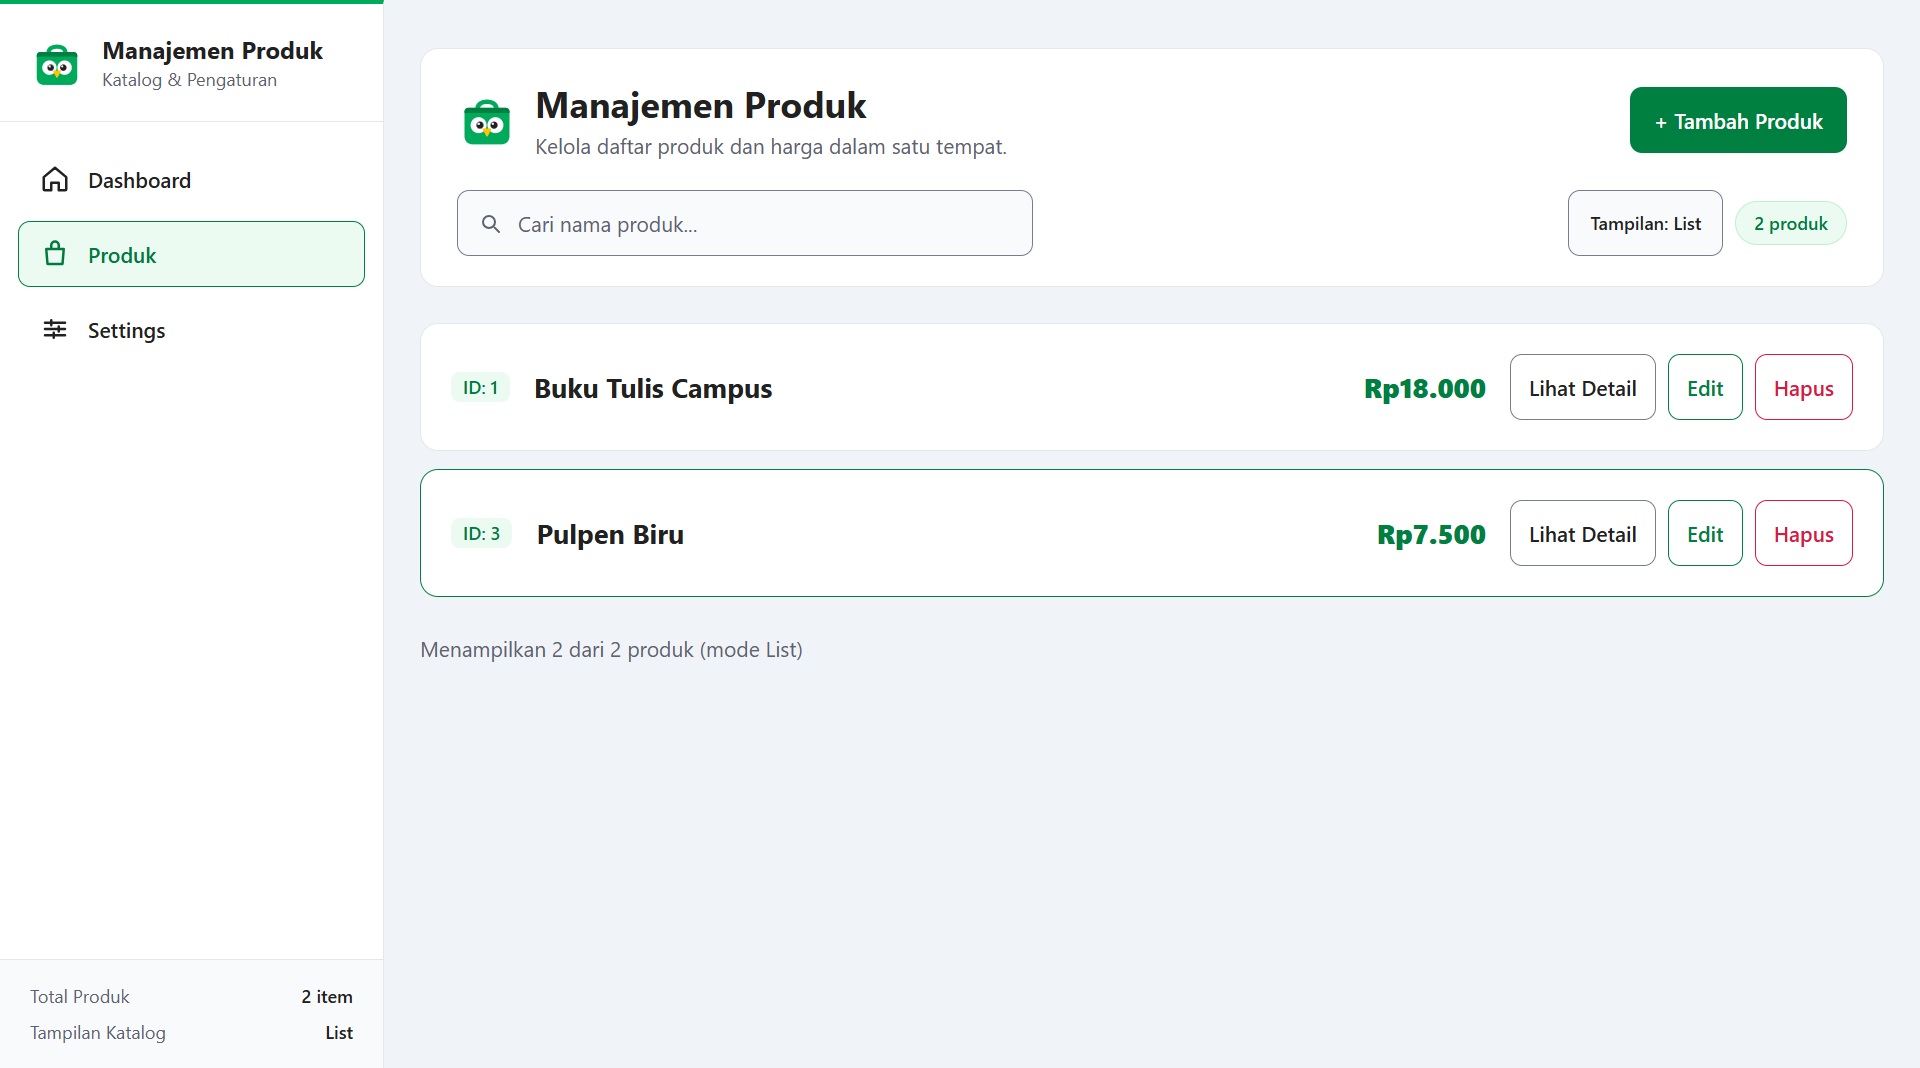 Manajemen Produk
Katalog & Pengaturan
Dashboard
Produk
Settings
Total Produk 2 item
Tampilan Katalog List
Manajemen Produk
Kelola daftar produk dan harga dalam satu tempat.
+ Tambah Produk
Cari nama produk...
Tampilan: List
2 produk
ID: 1 Buku Tulis Campus Rp18.000 Lihat Detail Edit Hapus
ID: 3 Pulpen Biru Rp7.500 Lihat Detail Edit Hapus
Menampilkan 2 dari 2 produk (mode List)